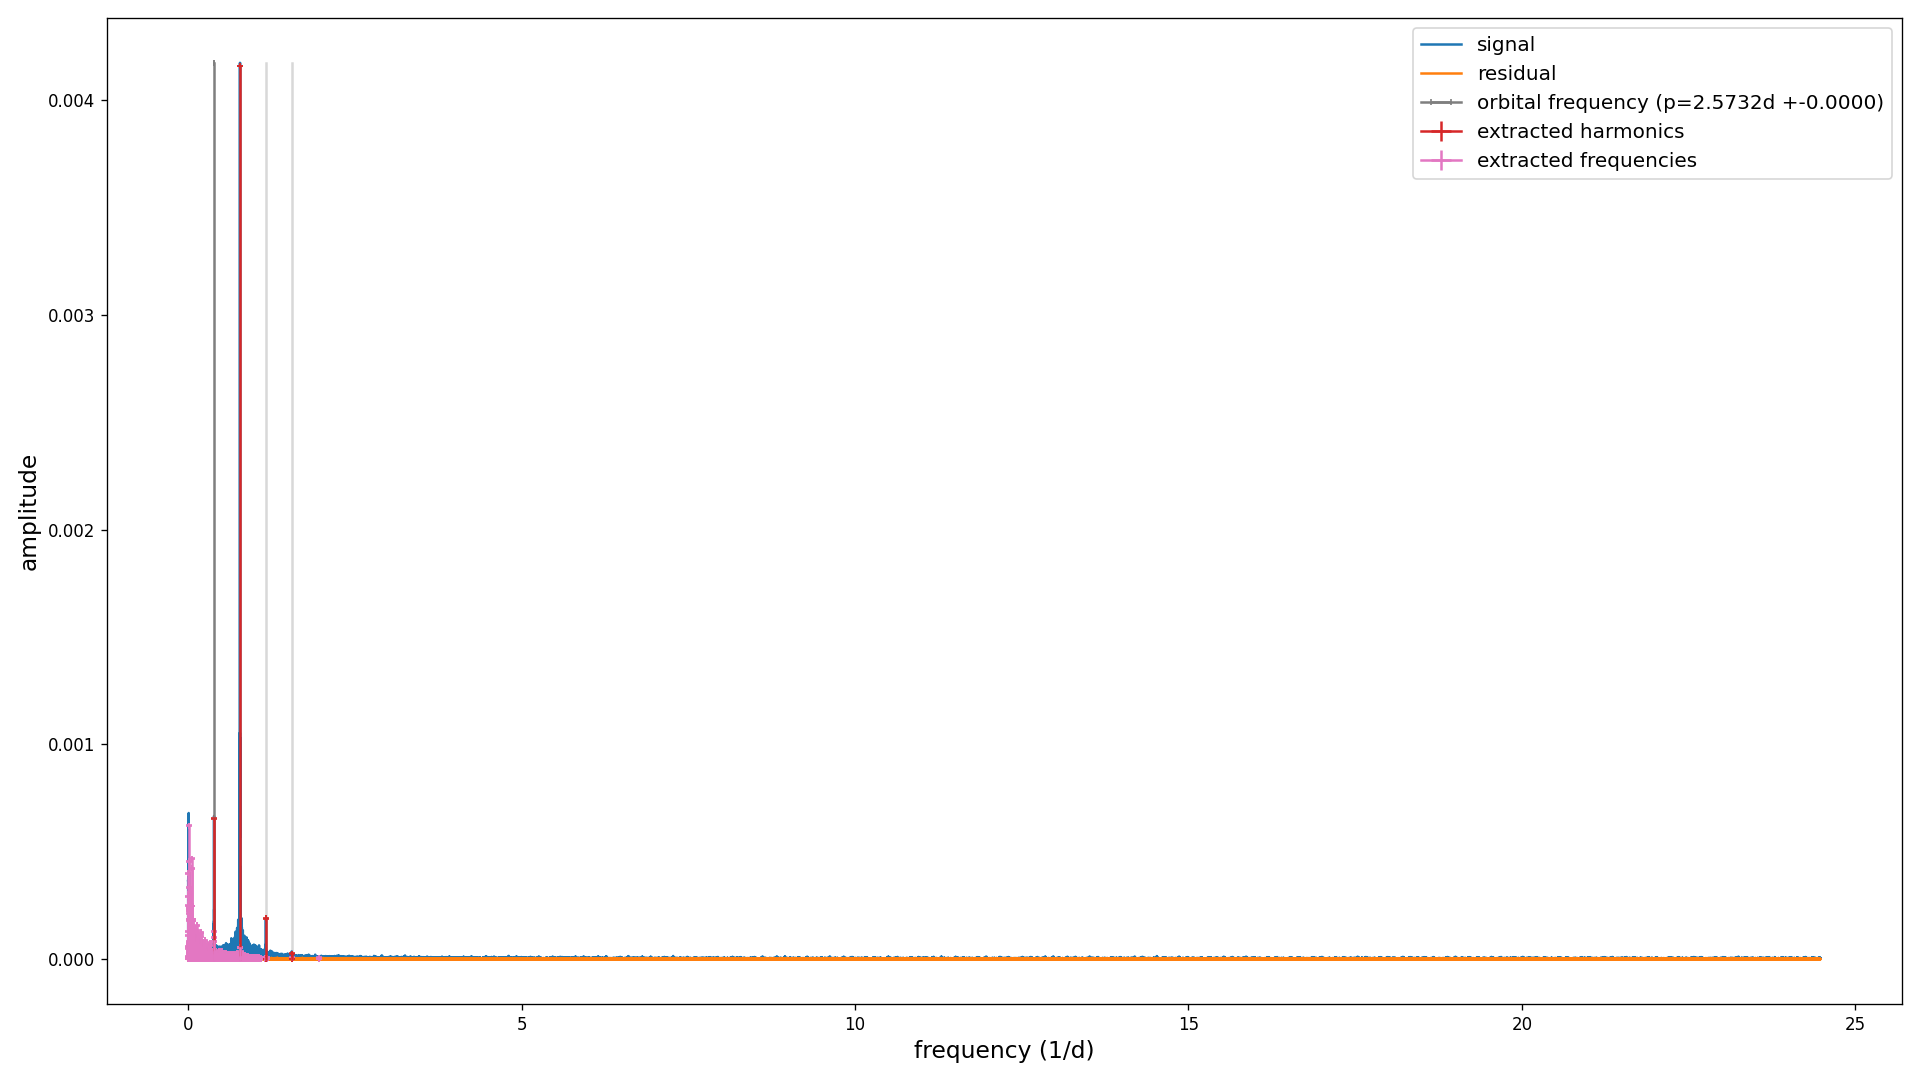 signal
residual
orbital frequency (p=2.5732d +-0.0000)
extracted harmonics
extracted frequencies
amplitude
0.004
0.003
0.002
0.001
0.000
0 5 10 15 20 25
frequency (1/d)